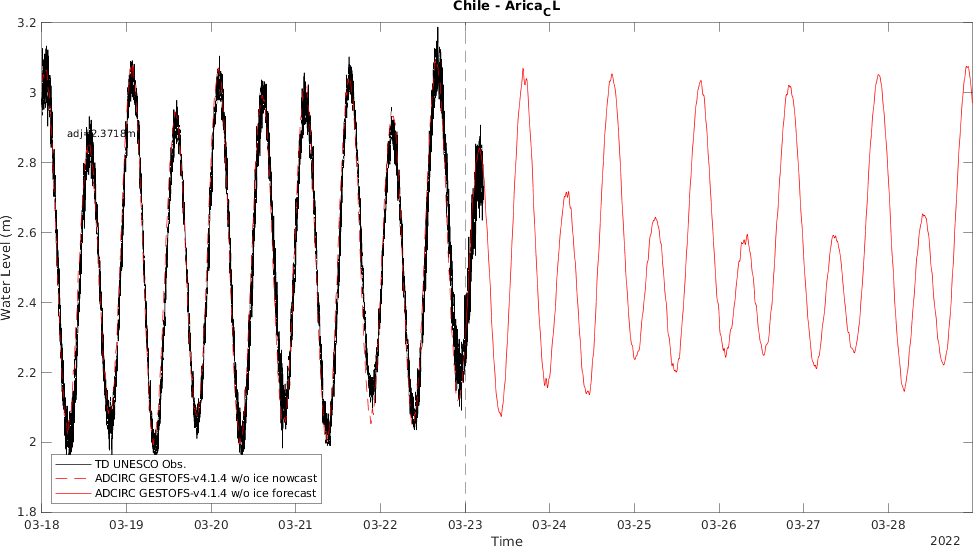 Chile - AricaCL
3.2
3
2.8
2.6
2.4
2.2
2
1.8
Water Level (m)
adj=2.3718m
TD UNESCO Obs.
ADCIRC GESTOFS-v4.1.4 w/o ice nowcast
ADCIRC GESTOFS-v4.1.4 w/o ice forecast
03-18 03-19 03-20 03-21 03-22 03-23 03-24 03-25 03-26 03-27 03-28
Time
2022